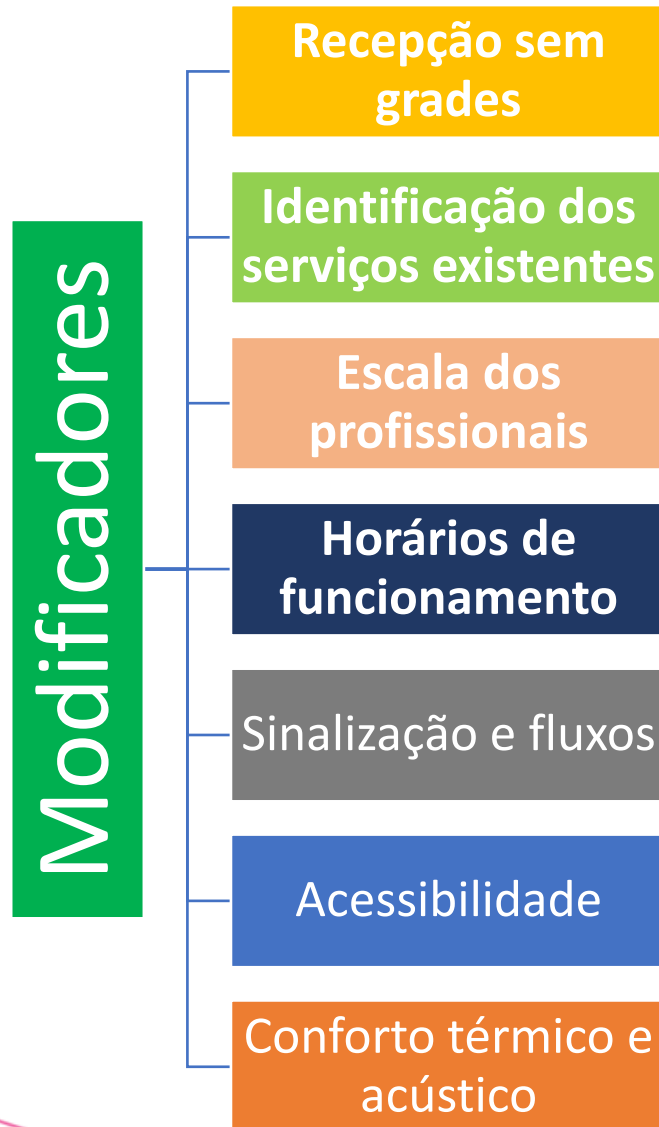 Modificadores
Recepção sem
grades
Identificação dos
serviços existentes
Escala dos
profissionais
Horários de
funcionamento
Sinalização e fluxos
Acessibilidade
Conforto térmico e
acústico